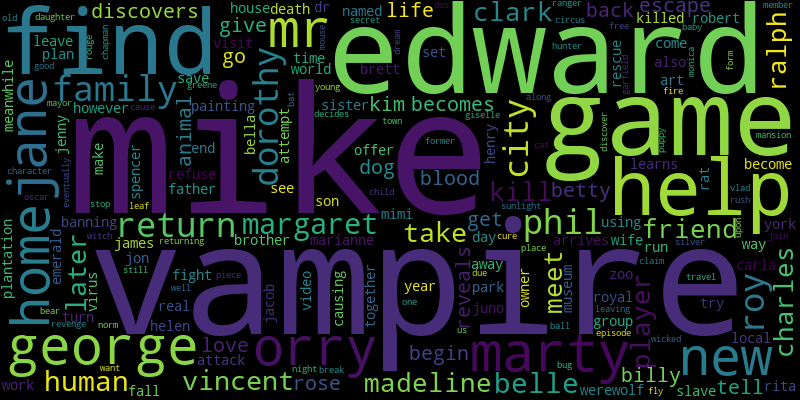 find
mike
vampire
edward
game
help
mr
discovers
give
house
death
dr
named
life
clark
back
escape
killed
robert
ranger
old
daughter
secret
circus
baby
dos
member
leave
rouge
chapman
visit
go
mouse
hunter
free
monica
ralph
plan
good
save
greene
time
world
dream
brett
set
rescue
come
also
form
garfield
fire
meanwhile
family
however
painting
dorothy
young
decides
art
mayor
cause
becomes
kim
sister
bat
town
former
giselle
along
discover
puppy
mansion
jane
home
jenny
make
animal
end
bella
attempt
offer
dog
henry
cat
city
learns
become
character
oscar
eventually
spencer
father
refuse
see
son
child
blood
kill
betty
rat
vlad
rush
sunlight
stop
leaf
banning
return
margaret
mimi
get
phil
using
friend
upon
york
join
plantation
emerald
witch
returning
james
brother
marianne
take
day
cure
place
arrives
wife
run
silver
way
later
jon
still
fight
piece
video
causing
together
year
reveals
away
due
meet
owner
zoo
museum
royal
claim
travel
carla
charles
virus
real
well
jacob
one
juno
park
player
group
leaving
try
roy
bear
turn
revenge
norm
helen
us
ball
episode
wicked
local
george
love
attack
orry
begin
marty
new
work
want
human
fall
vincent
night
break
rose
madeline
belle
bug
werewolf
billy
fly
slave
tell
rita